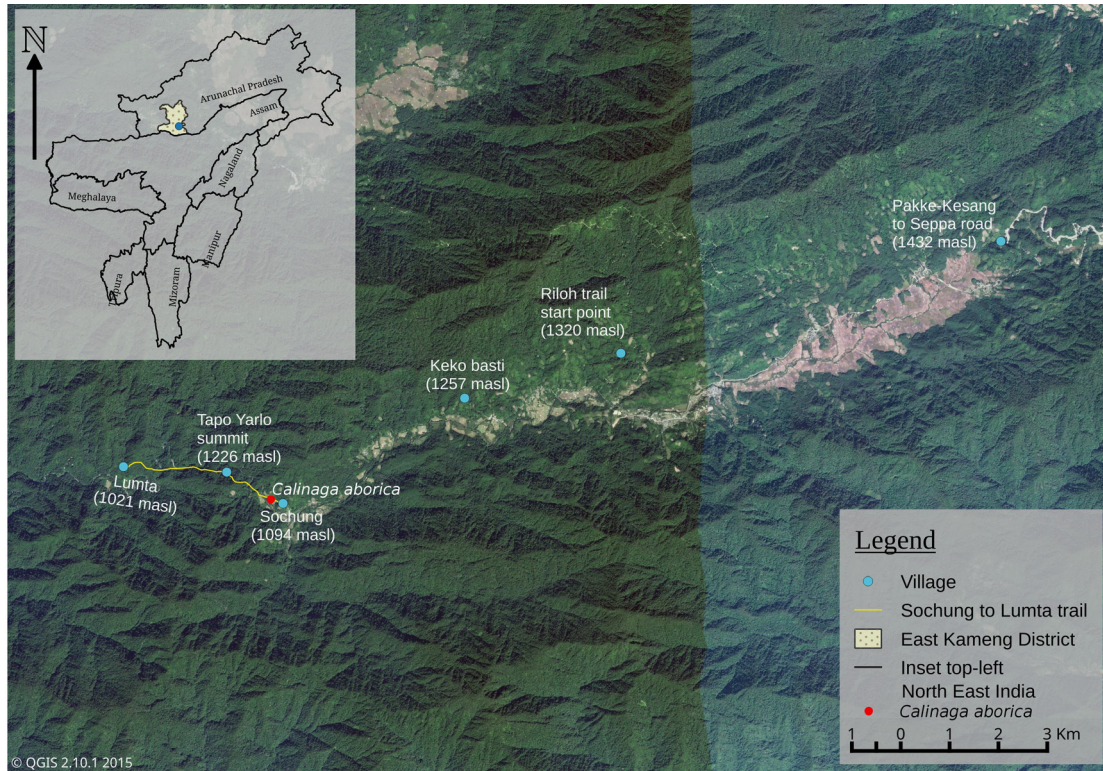 N
Arunachal Pradesh
Assam
Nagaland
Meghalaya
Manipur
Tripura
Mizoram
Pakke-Kesang
to Seppa road
(1432 masl)
Riloh trail
start point
(1320 masl)
Keko basti
(1257 masl)
Tapo Yarlo
summit
(1226 masl)
Lumta
(1021 masl)
Calinaga aborica
Sochung
(1094 masl)
Legend
Village
Sochung to Lumta trail
East Kameng District
Inset top-left
North East India
Calinaga aborica
1 0 2 3 Km
© QGIS 2.10.1 2015